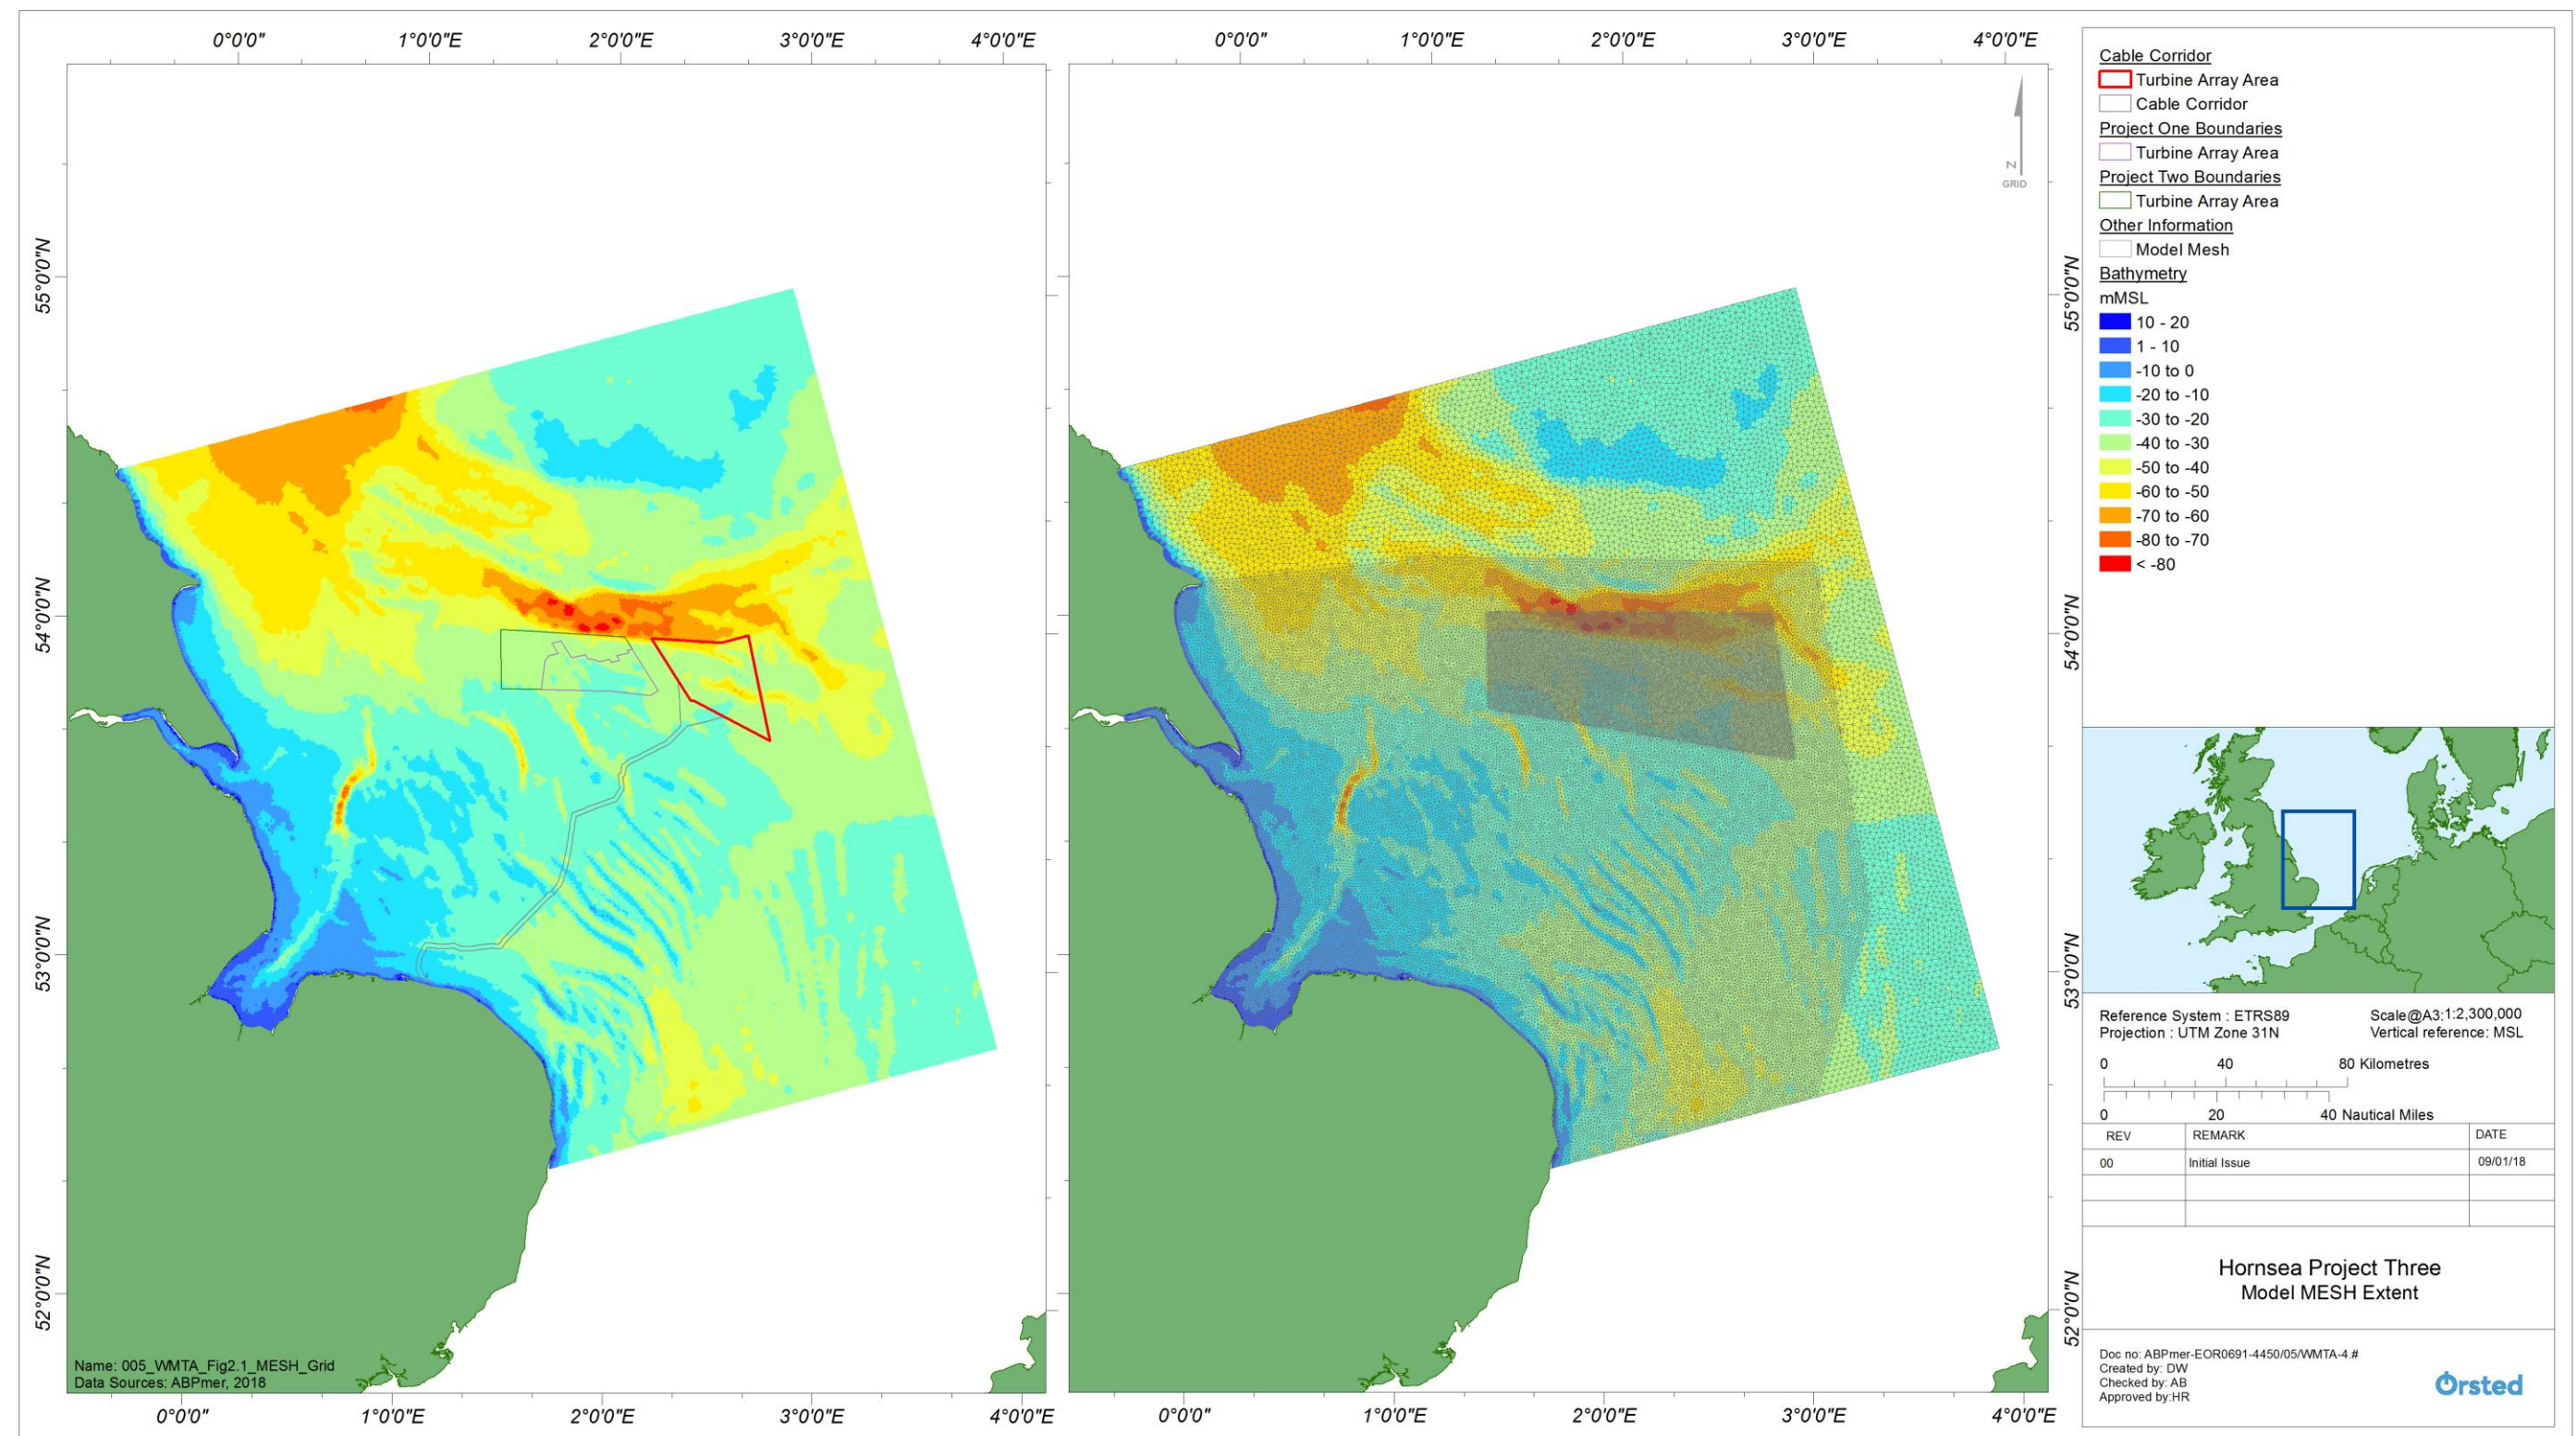 0°0'0" 1°0'0"E 2°0'0"E 3°0'0"E 4°0'0"E
0°0'0" 1°0'0"E 2°0'0"E 3°0'0"E 4°0'0"E
55°0'0"N
54°0'0"N
53°0'0"N
52°0'0"N
N
GRID
55°0'0"N
54°0'0"N
53°0'0"N
52°0'0"N
Name: 005_WMTA_Fig2.1_MESH_Grid
Data Sources: ABPmer, 2018
0°0'0" 1°0'0"E 2°0'0"E 3°0'0"E 4°0'0"E
0°0'0" 1°0'0"E 2°0'0"E 3°0'0"E 4°0'0"E
Cable Corridor
Turbine Array Area
Cable Corridor
Project One Boundaries
Turbine Array Area
Project Two Boundaries
Turbine Array Area
Other Information
Model Mesh
Bathymetry
mMSL
10 - 20
1 - 10
-10 to 0
-20 to -10
-30 to -20
-40 to -30
-50 to -40
-60 to -50
-70 to -60
-80 to -70
< -80
Reference System : ETRS89 Scale@A3:1:2,300,000
Projection : UTM Zone 31N Vertical reference: MSL
0 40 80 Kilometres
0 20 40 Nautical Miles
REV REMARK DATE
00 Initial Issue 09/01/18
Hornsea Project Three
Model MESH Extent
Doc no: ABPmer-EOR0691-4450/05/WMTA-4.#
Created by: DW
Checked by: AB
Approved by:HR
Ørsted